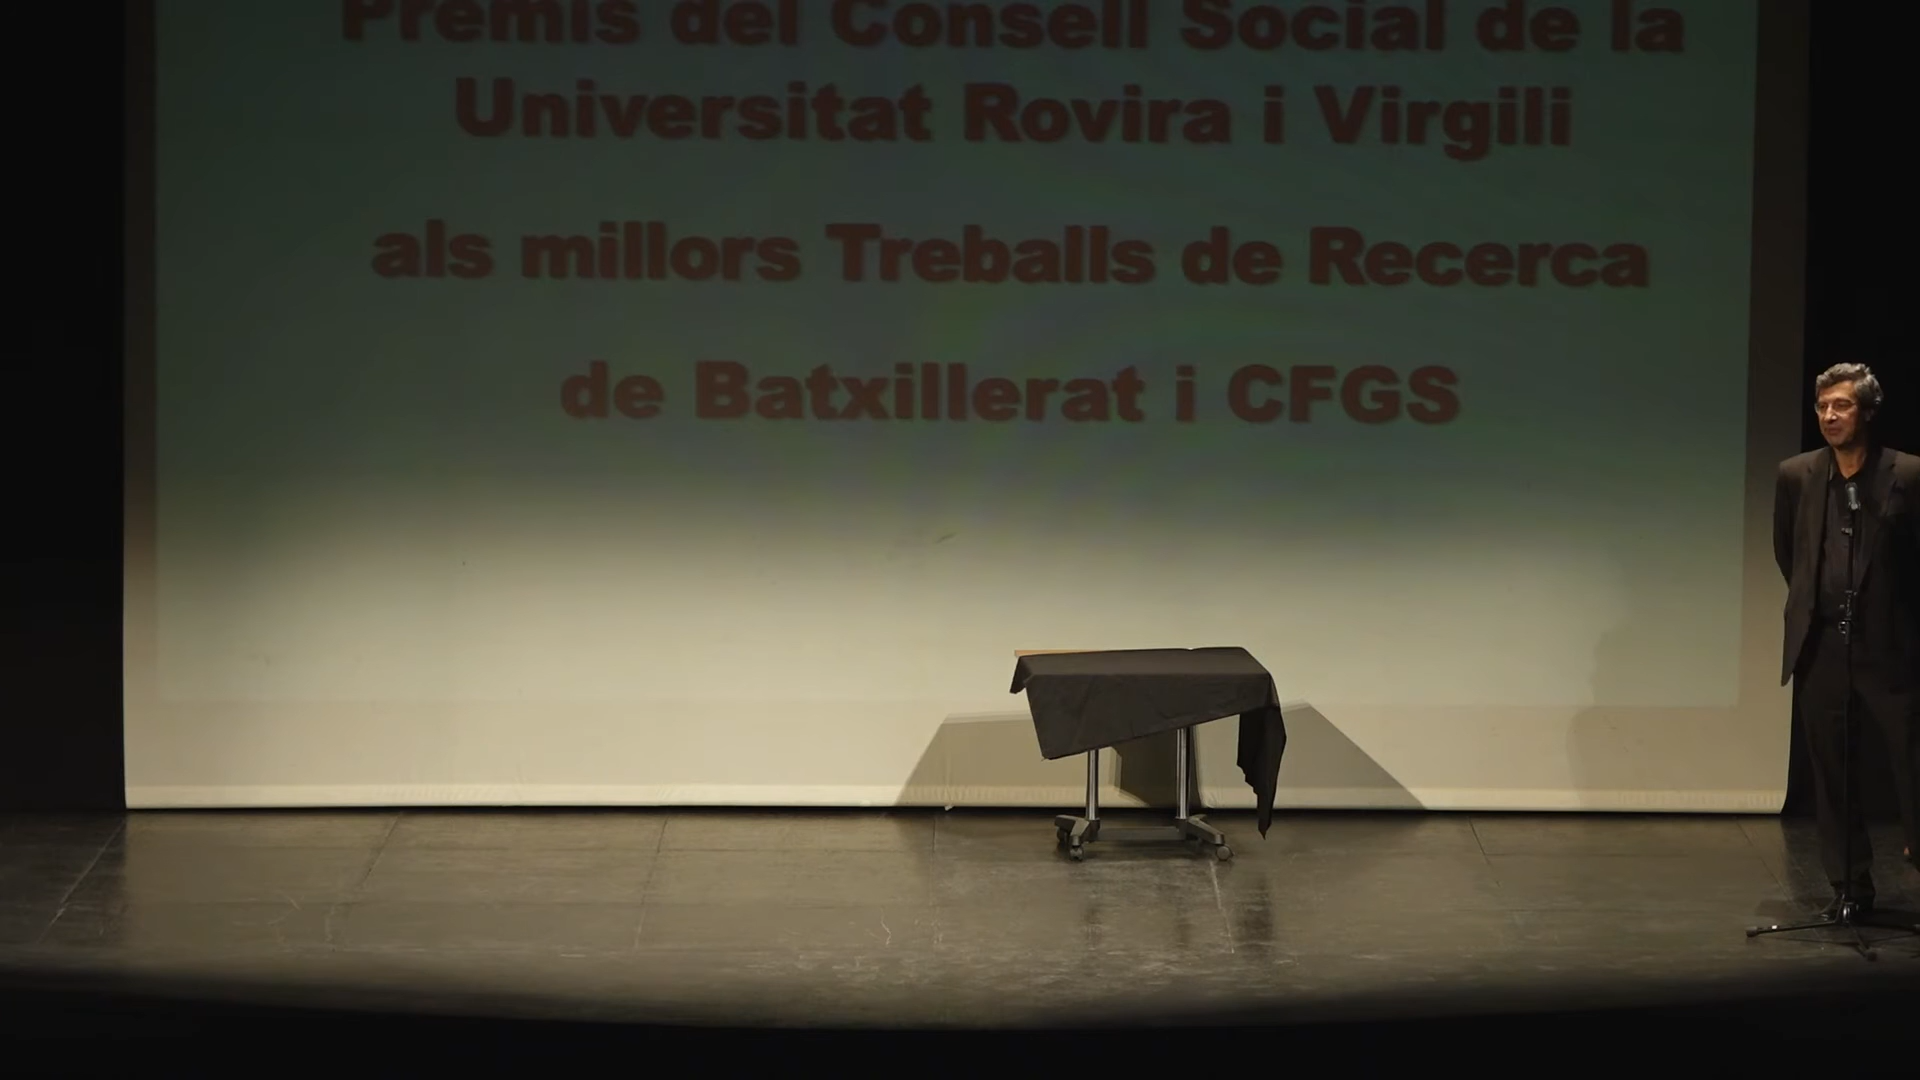 Premis del Consell Social de la
Universitat Rovira i Virgili
als millors Treballs de Recerca
de Batxillerat i CFGS